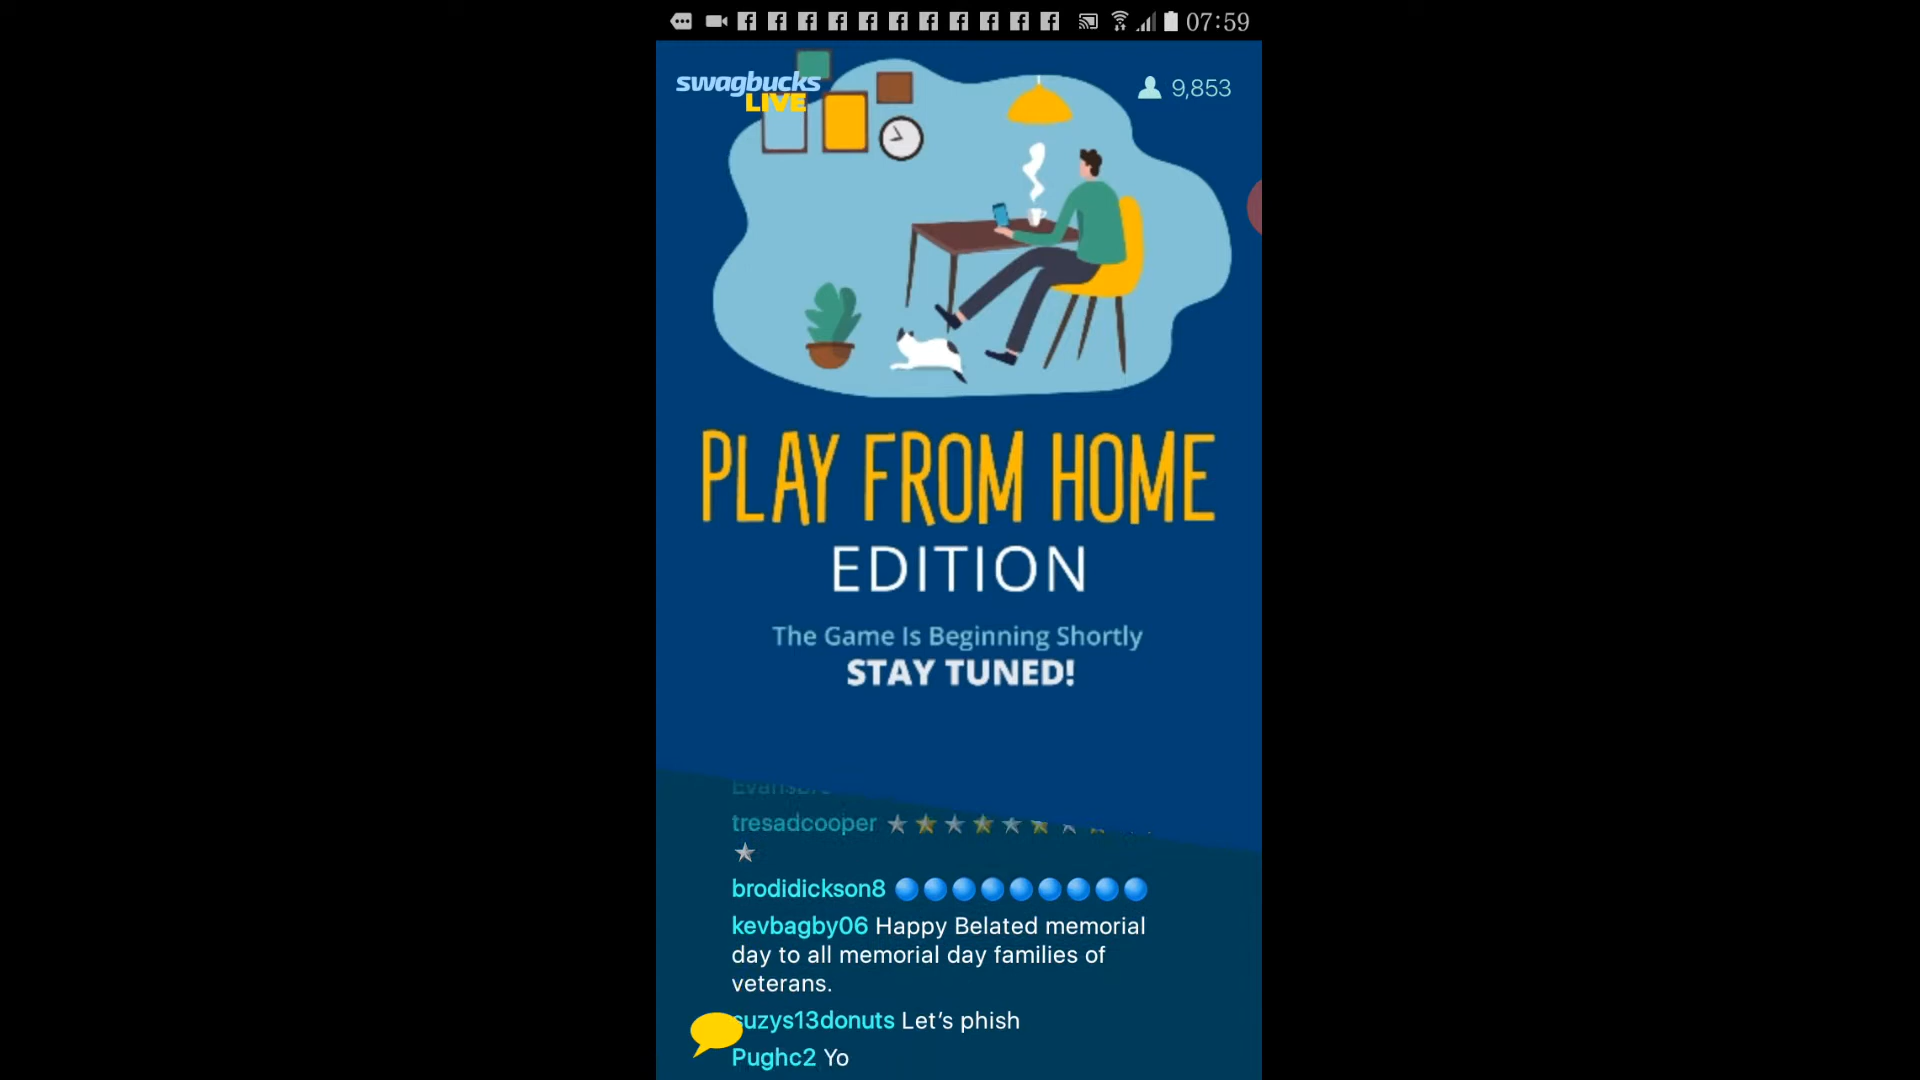 07:59
swagbucks
LIVE
9,853
PLAY FROM HOME
EDITION
The Game Is Beginning Shortly
STAY TUNED!
tresadcooper
brodidickson8
kevbagby06 Happy Belated memorial
day to all memorial day families of
veterans.
suzys13donuts Let's phish
Pughc2 Yo